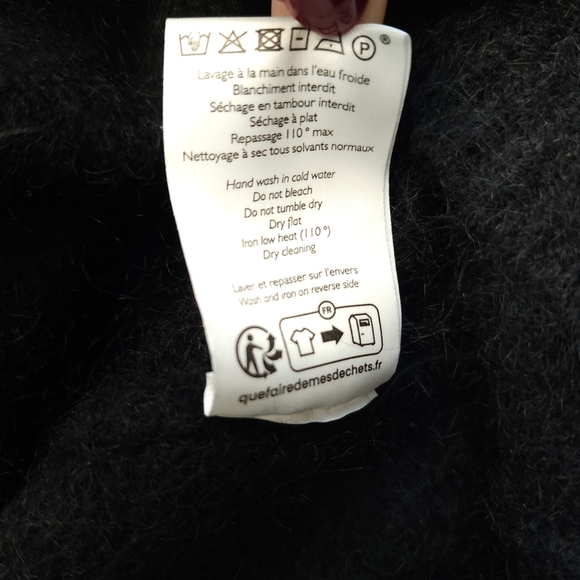 P ®
Lavage à la main dans l'eau froide
Blanchiment interdit
Séchage en tambour interdit
Séchage à plat
Repassage 110° max
Nettoyage à sec tous solvants normaux
Hand wash in cold water
Do not bleach
Do not tumble dry
Dry flat
Iron low heat (110°)
Dry cleaning
Laver et repasser sur l'envers
Wash and iron on reverse side
FR
quefairedemesdechets.fr